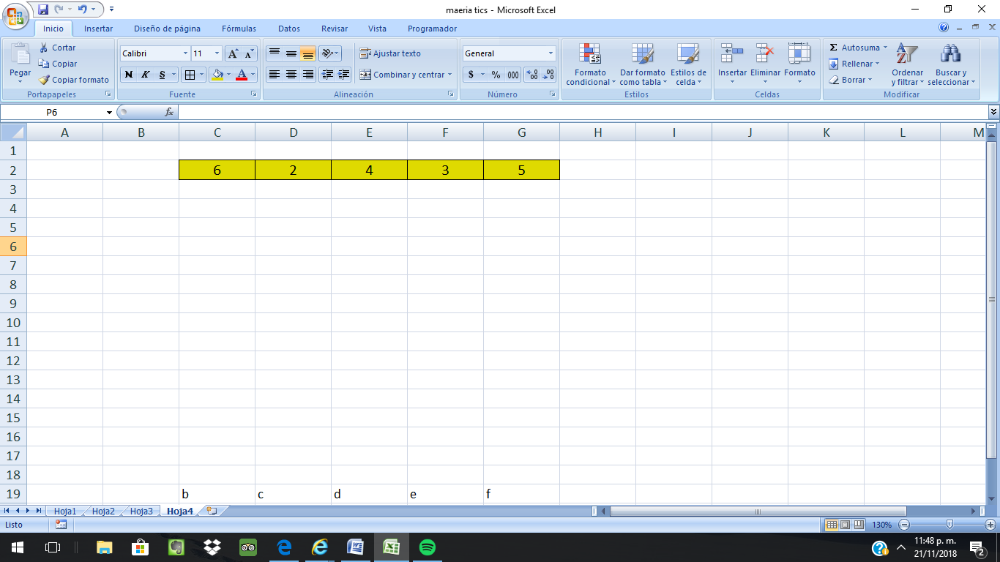 maeria tics - Microsoft Excel
Inicio Insertar Diseño de página Fórmulas Datos Revisar Vista Programador
Pegar
Cortar
Copiar
Copiar formato
Portapapeles
Calibri 11
N K S
Fuente
Ajustar texto
Combinar y centrar
Alineación
General
$ % 000
Número
Formato condicional
Dar formato como tabla
Estilos de celda
Estilos
Insertar Eliminar Formato
Celdas
Autosuma
Rellenar
Borrar
Ordenar y filtrar
Buscar y seleccionar
Modificar
P6 fx
A B C D E F G H I J K L M
1
2 6 2 4 3 5
3
4
5
6
7
8
9
10
11
12
13
14
15
16
17
18
19 b c d e f
Hoja1 Hoja2 Hoja3 Hoja4
Listo 130%
11:48 p. m.
21/11/2018
2